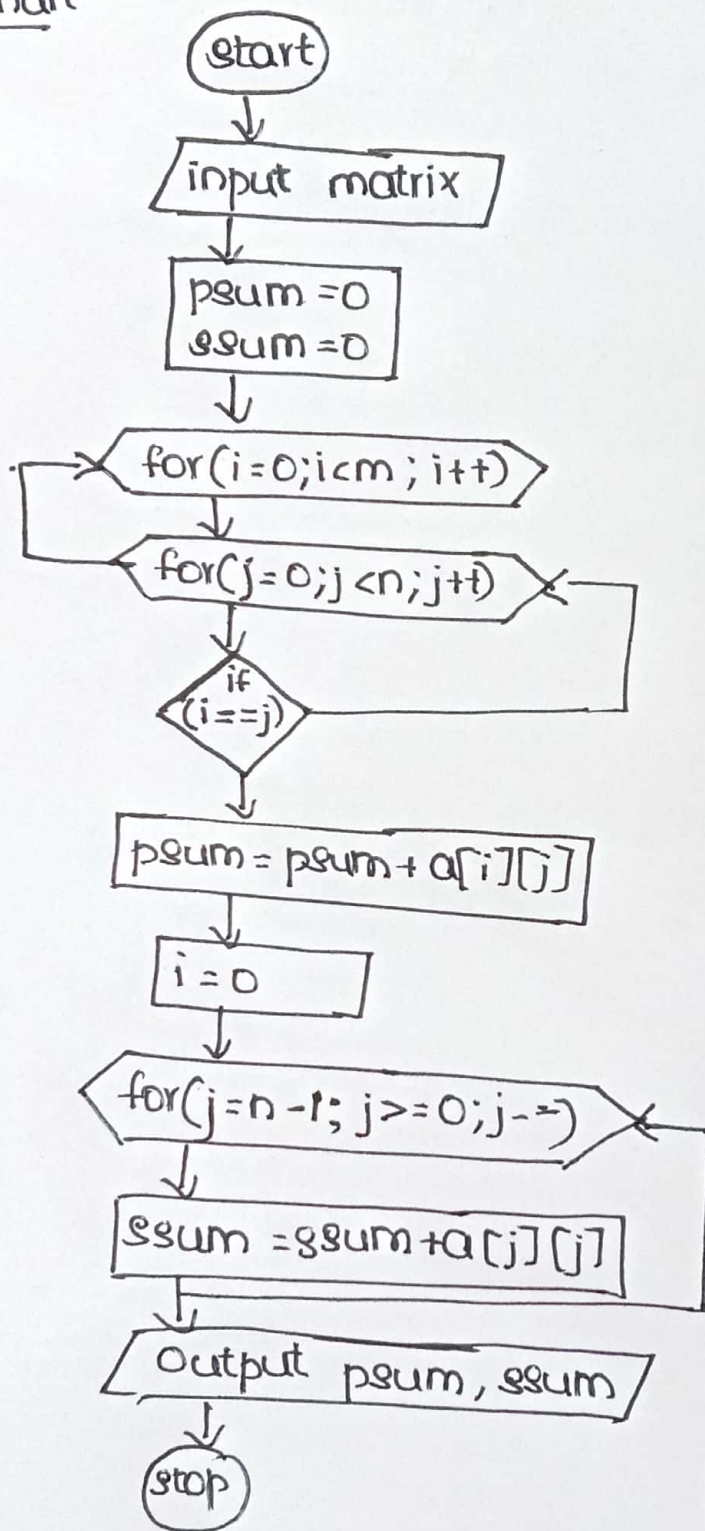 start
input matrix
psum =0
ssum =0
for(i=0;i<m; i++)
for(j=0;j<n;j++)
if
(i==j)
psum = psum + a[i][j]
i = 0
for(j=n-1; j>=0;j--)
ssum =ssum+a[j][j]
Output psum, ssum
stop